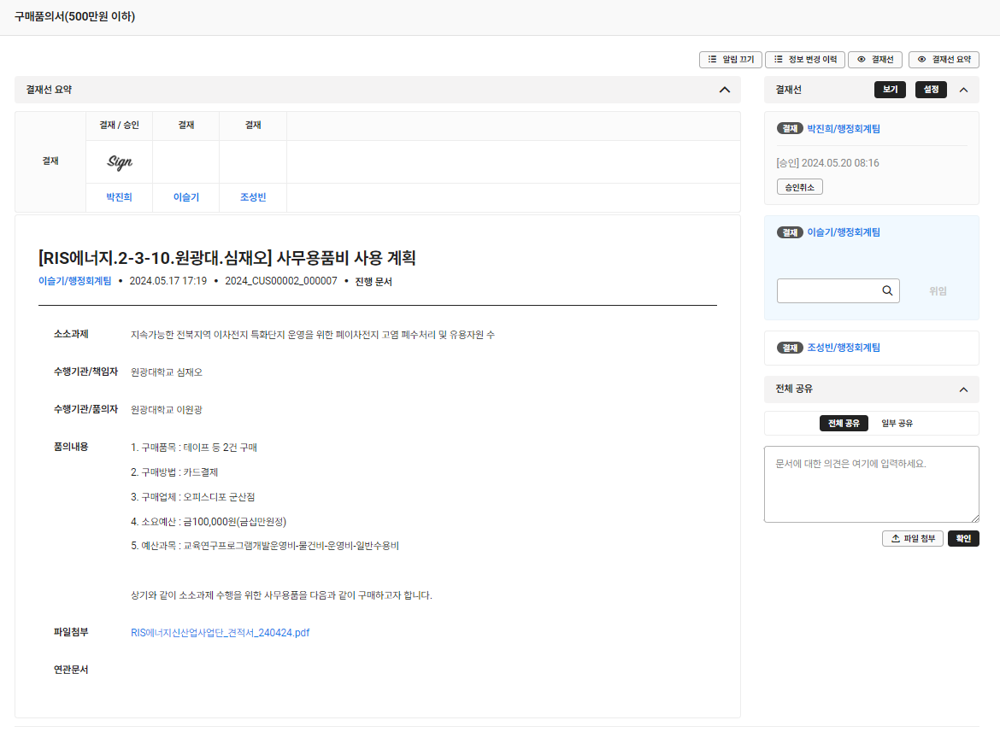 구매품의서(500만원 이하)
알림 끄기 정보 변경 이력 결재선 결재선 요약
결재선 요약
결재 결재 / 승인 결재 결재
Sign
박진희 이슬기 조성빈
[RIS에너지.2-3-10.원광대.심재오] 사무용품비 사용 계획
이슬기/행정회계팀 • 2024.05.17 17:19 • 2024_CUS00002_000007 • 진행 문서
소소과제 지속가능한 전북지역 이차전지 특화단지 운영을 위한 폐이차전지 고염 폐수처리 및 유용자원 수
수행기관/책임자 원광대학교 심재오
수행기관/품의자 원광대학교 이원광
품의내용 1. 구매품목 : 테이프 등 2건 구매
2. 구매방법 : 카드결제
3. 구매업체 : 오피스디포 군산점
4. 소요예산 : 금100,000원(금십만원정)
5. 예산과목 : 교육연구프로그램개발운영비-물건비-운영비-일반수용비
상기와 같이 소소과제 수행을 위한 사무용품을 다음과 같이 구매하고자 합니다.
파일첨부 RIS에너지신산업사업단_견적서_240424.pdf
연관문서
결재선 보기 설정
결재 박진희/행정회계팀
[승인] 2024.05.20 08:16
승인취소
결재 이슬기/행정회계팀
위임
결재 조성빈/행정회계팀
전체 공유
전체 공유 일부 공유
문서에 대한 의견은 여기에 입력하세요.
파일 첨부 확인